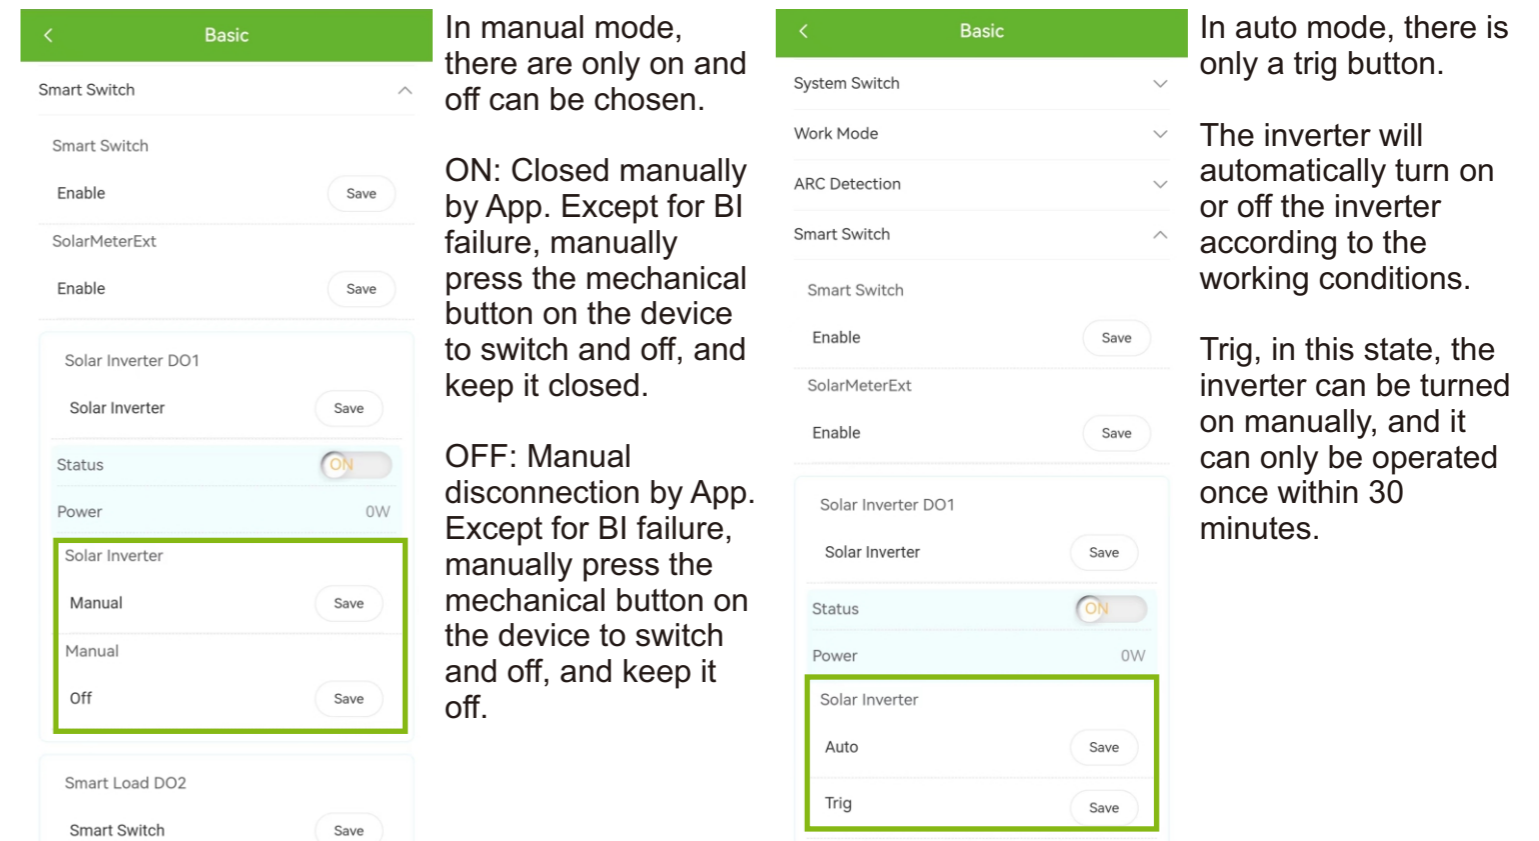 Basic
Smart Switch
Smart Switch
Enable
Save
SolarMeterExt
Enable
Save
Solar Inverter DO1
Solar Inverter
Save
Status
ON
Power
0W
Solar Inverter
Manual
Save
Manual
Off
Save
Smart Load DO2
Smart Switch
Save
In manual mode,
there are only on and
off can be chosen.
ON: Closed manually
by App. Except for BI
failure, manually
press the mechanical
button on the device
to switch and off, and
keep it closed.
OFF: Manual
disconnection by App.
Except for BI failure,
manually press the
mechanical button on
the device to switch
and off, and keep it
off.
Basic
System Switch
Work Mode
ARC Detection
Smart Switch
Smart Switch
Enable
Save
SolarMeterExt
Enable
Save
Solar Inverter DO1
Solar Inverter
Save
Status
ON
Power
0W
Solar Inverter
Auto
Save
Trig
Save
In auto mode, there is
only a trig button.
The inverter will
automatically turn on
or off the inverter
according to the
working conditions.
Trig, in this state, the
inverter can be turned
on manually, and it
can only be operated
once within 30
minutes.